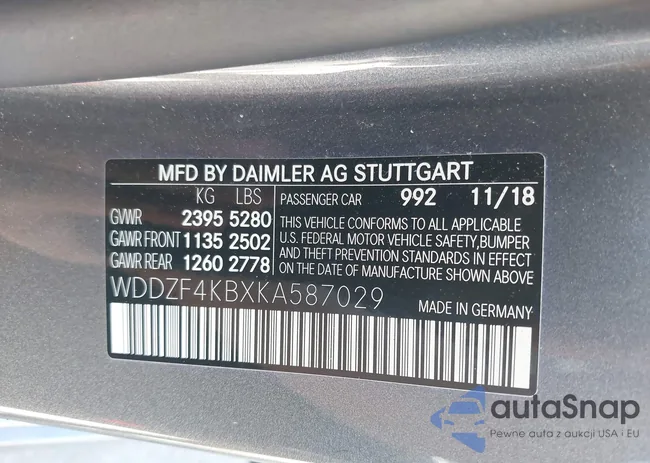 MFD BY DAIMLER AG STUTTGART
KG LBS
GVWR 2395 5280
GAWR FRONT 1135 2502
GAWR REAR 1260 2778
PASSENGER CAR 992 11/18
THIS VEHICLE CONFORMS TO ALL APPLICABLE
U.S. FEDERAL MOTOR VEHICLE SAFETY, BUMPER
AND THEFT PREVENTION STANDARDS IN EFFECT
ON THE DATE OF MANUFACTURE SHOWN ABOVE.
WDDZF4KBXKA587029
MADE IN GERMANY
autaSnap
Pewne auta z aukcji USA i EU